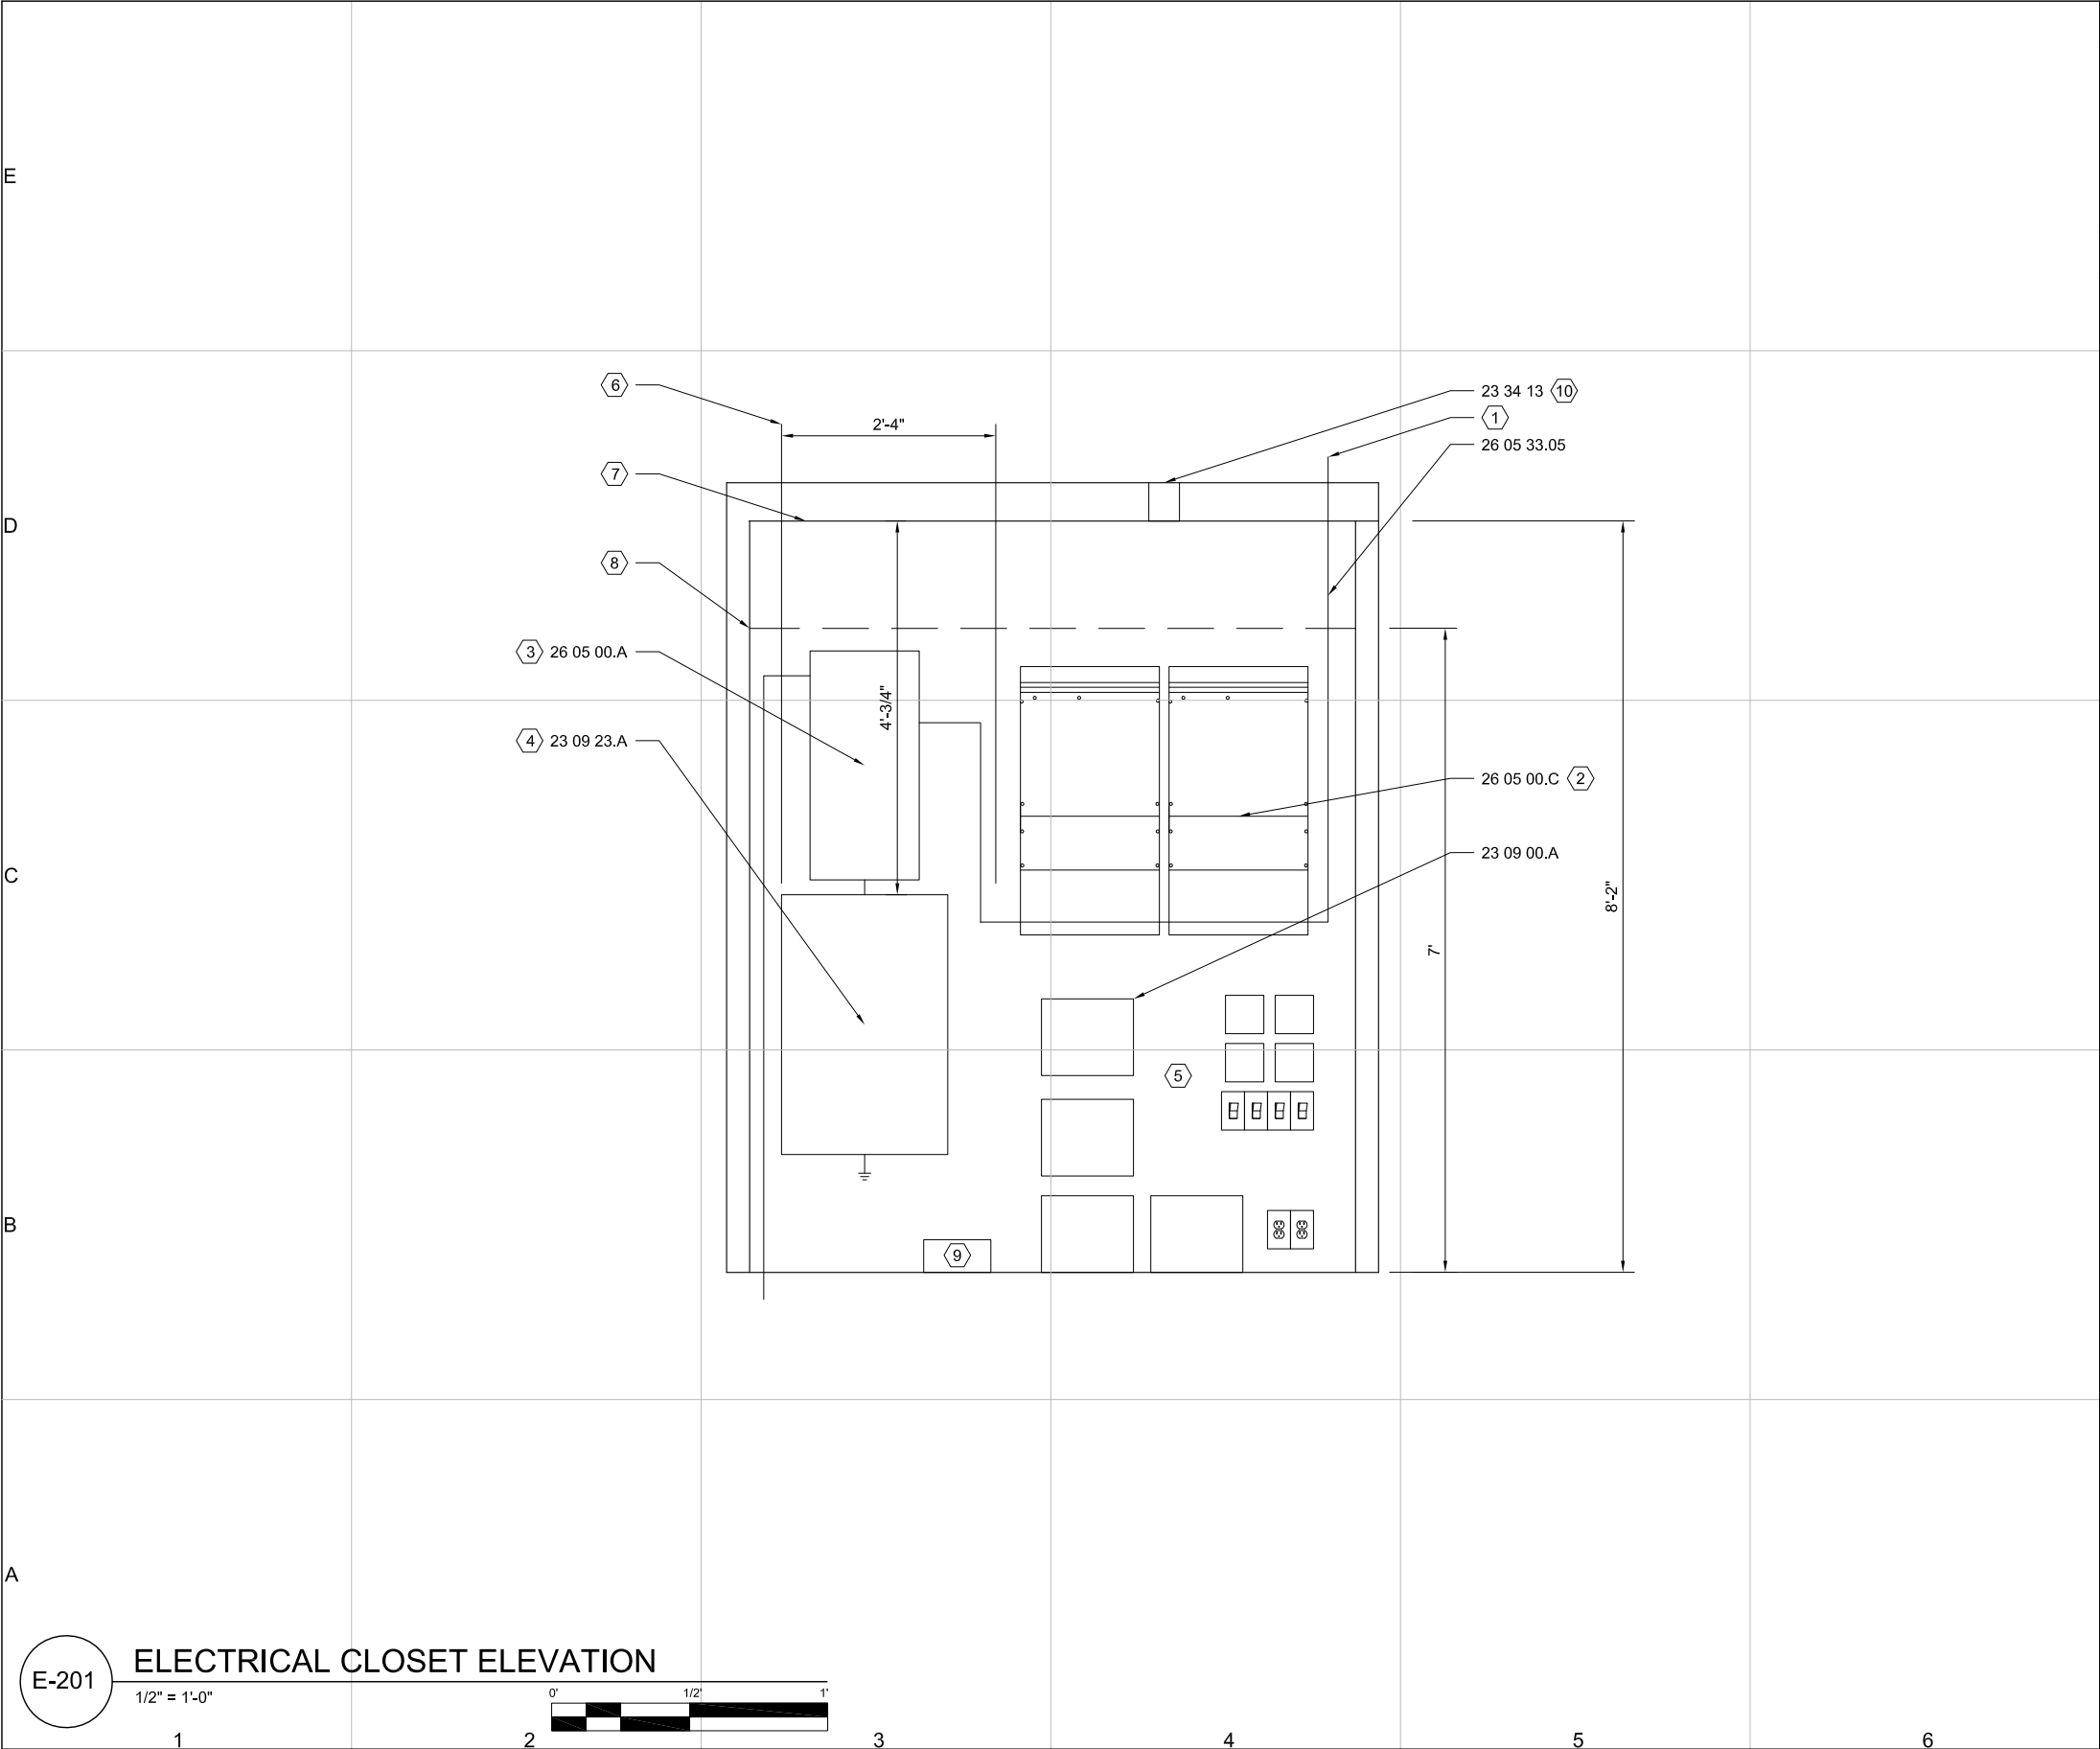 E
6
2'-4"
23 34 13 10
1
26 05 33.05
7
D
8
3 26 05 00.A
4'-3/4"
4 23 09 23.A
26 05 00.C 2
23 09 00.A
C
8'-2"
7'
5
B
9
A
E-201
ELECTRICAL CLOSET ELEVATION
1/2" = 1'-0"
0' 1/2' 1'
1 2 3 4 5 6